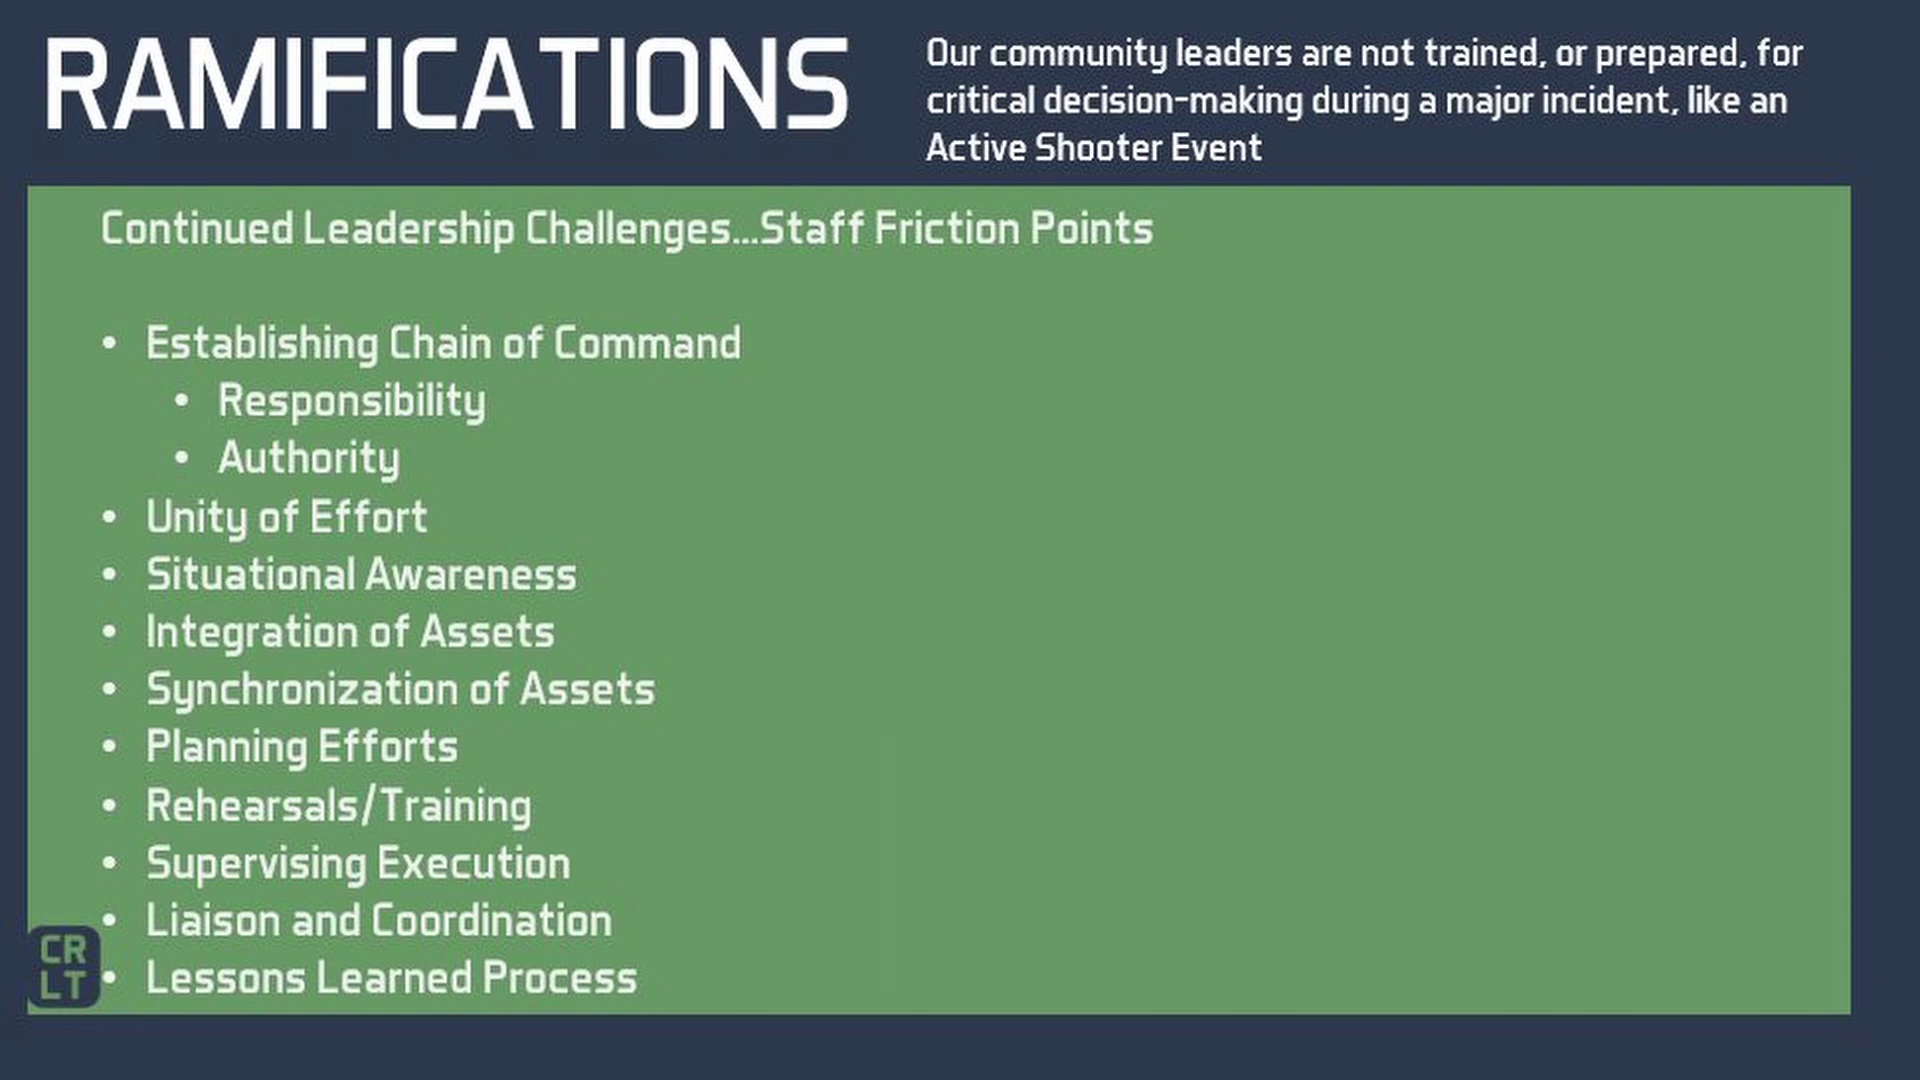 RAMIFICATIONS
Our community leaders are not trained, or prepared, for
critical decision-making during a major incident, like an
Active Shooter Event
Continued Leadership Challenges...Staff Friction Points
• Establishing Chain of Command
• Responsibility
• Authority
• Unity of Effort
• Situational Awareness
• Integration of Assets
• Synchronization of Assets
• Planning Efforts
• Rehearsals/Training
• Supervising Execution
• Liaison and Coordination
• Lessons Learned Process
CR
LT